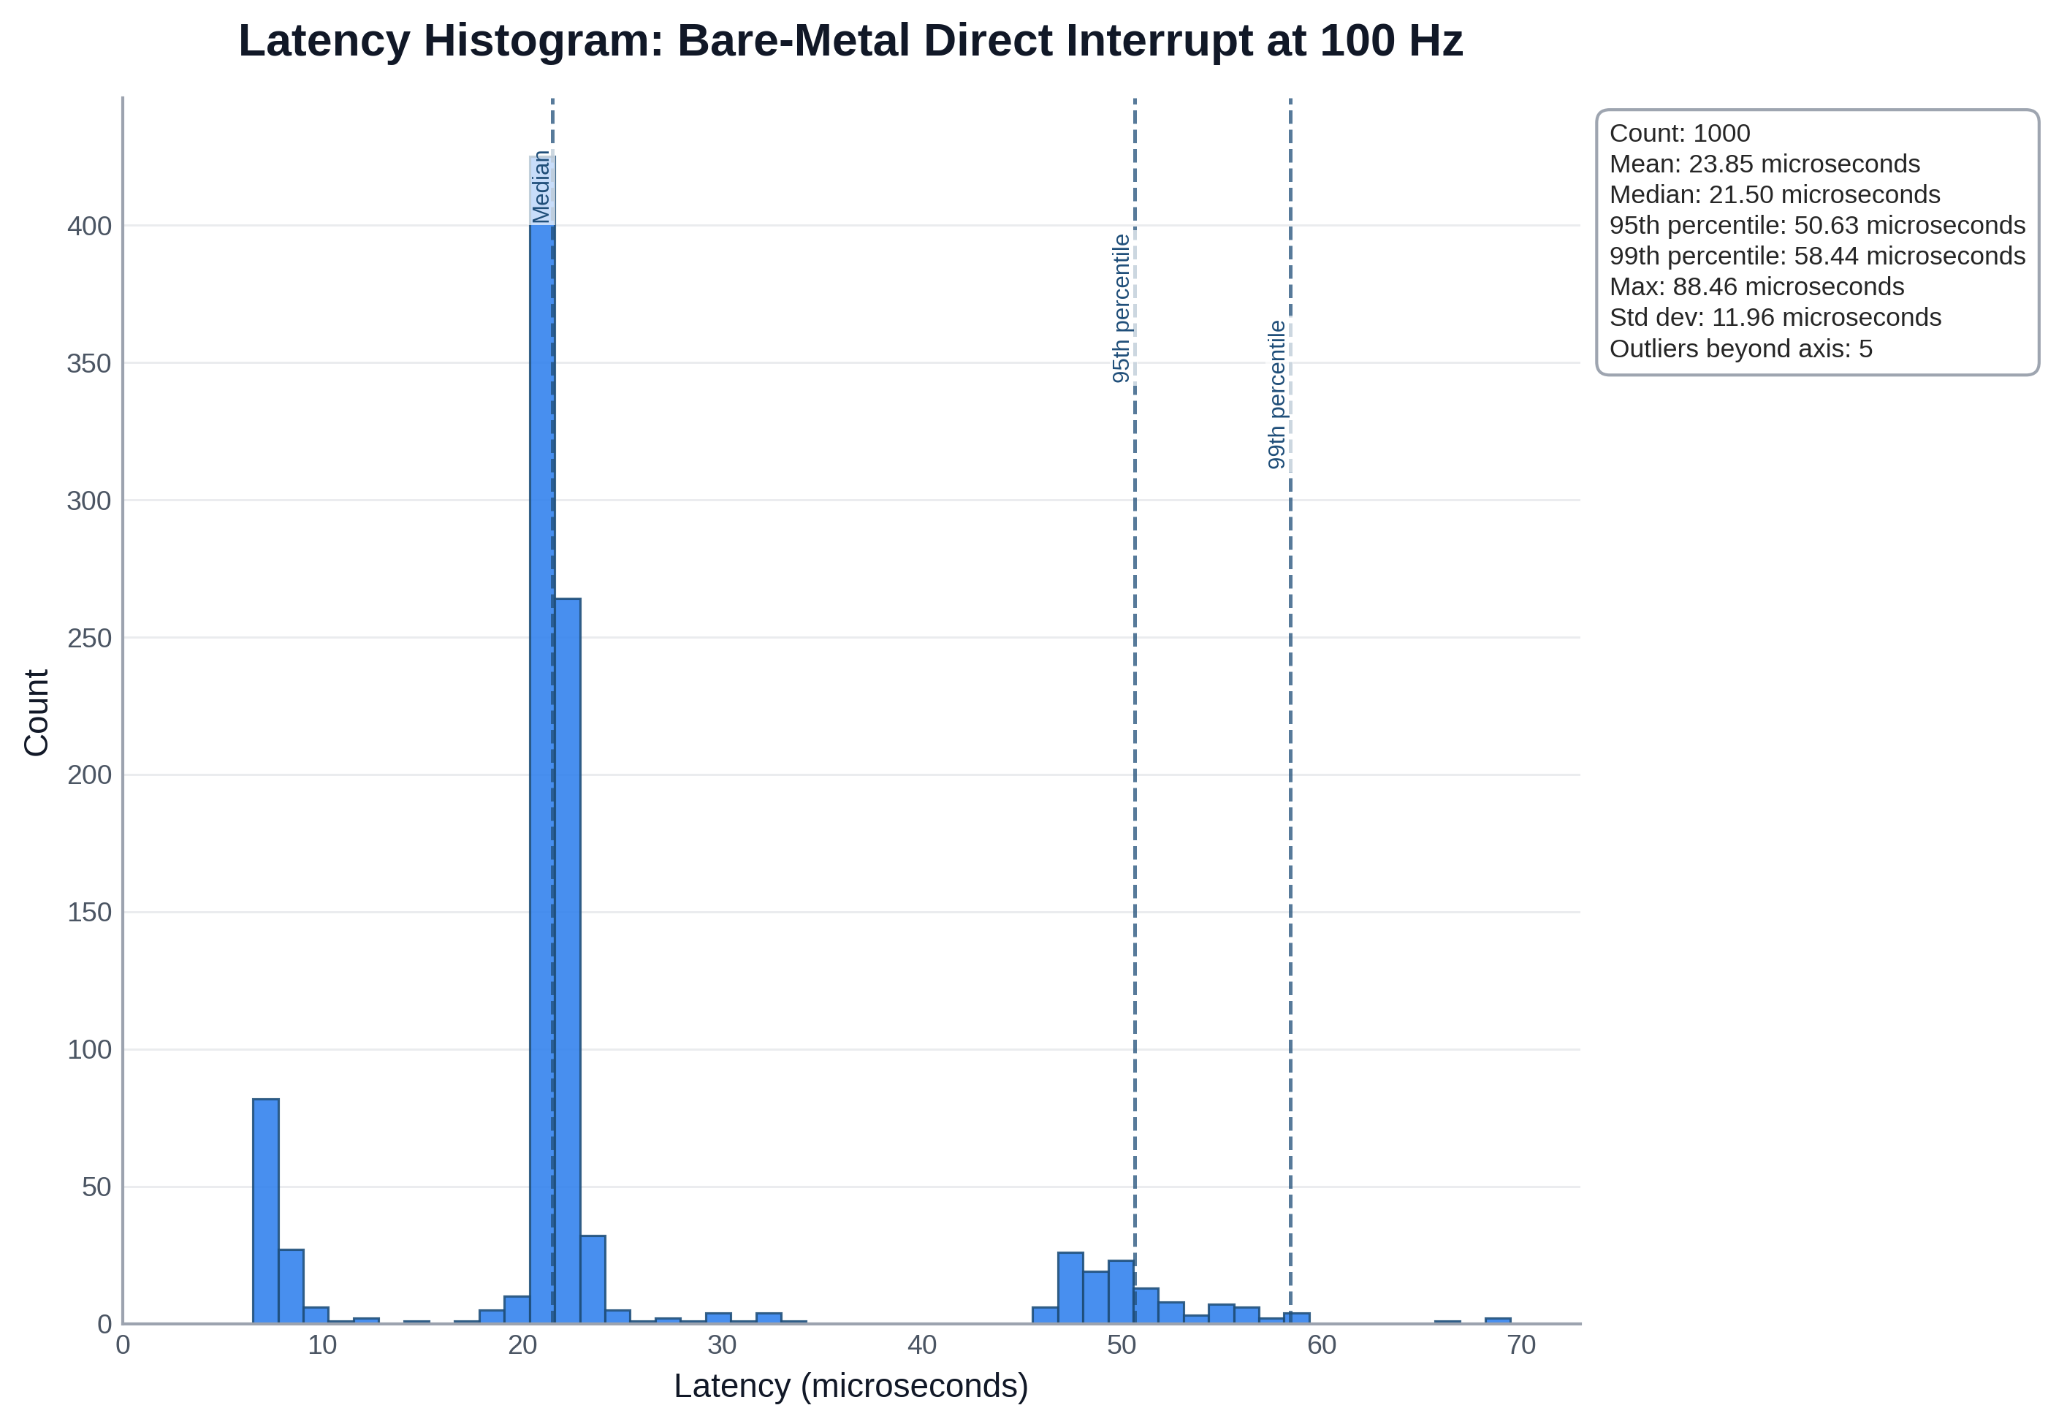 Latency Histogram: Bare-Metal Direct Interrupt at 100 Hz
Count: 1000
Mean: 23.85 microseconds
Median: 21.50 microseconds
95th percentile: 50.63 microseconds
99th percentile: 58.44 microseconds
Max: 88.46 microseconds
Std dev: 11.96 microseconds
Outliers beyond axis: 5
Median
95th percentile
99th percentile
Count
400
350
300
250
200
150
100
50
0
0 10 20 30 40 50 60 70
Latency (microseconds)